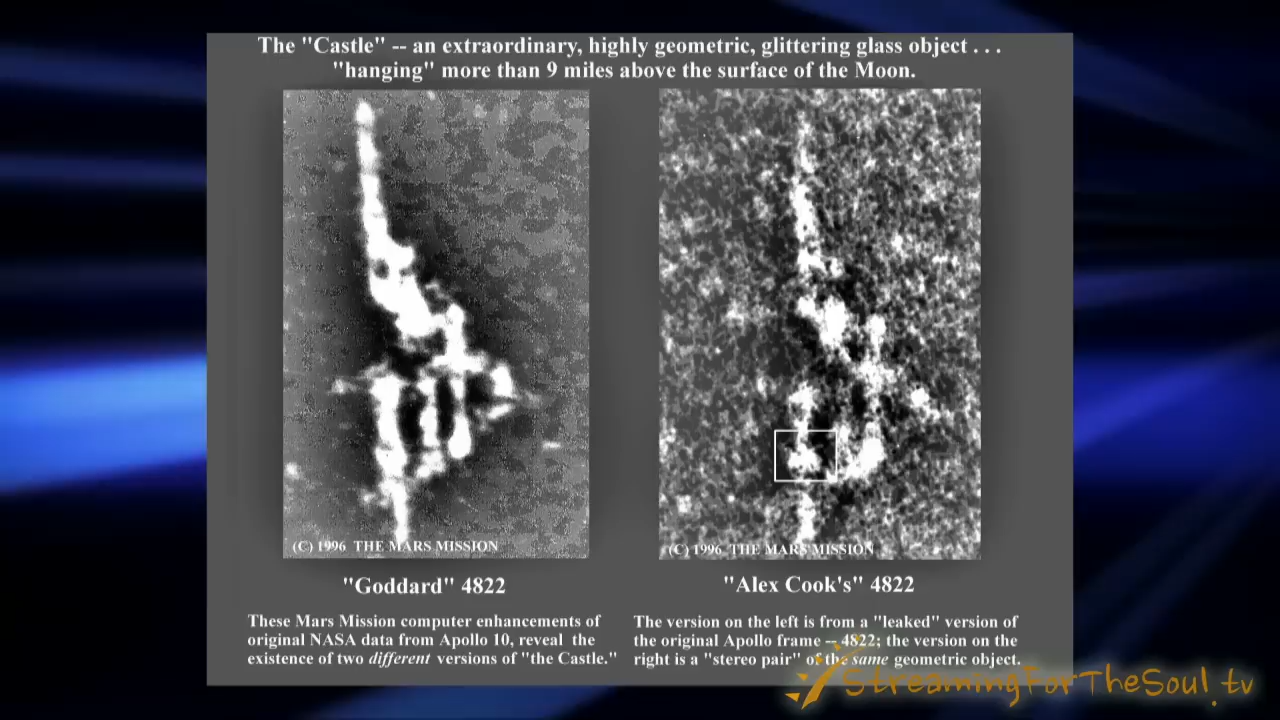 The "Castle" -- an extraordinary, highly geometric, glittering glass object . . .
"hanging" more than 9 miles above the surface of the Moon.
(C) 1996 THE MARS MISSION
(C) 1996 THE MARS MISSION
"Goddard" 4822
"Alex Cook's" 4822
These Mars Mission computer enhancements of
original NASA data from Apollo 10, reveal the
existence of two different versions of "the Castle."
The version on the left is from a "leaked" version of
the original Apollo frame -- 4822; the version on the
right is a "stereo pair" of the same geometric object.
StreamingForTheSoul.tv